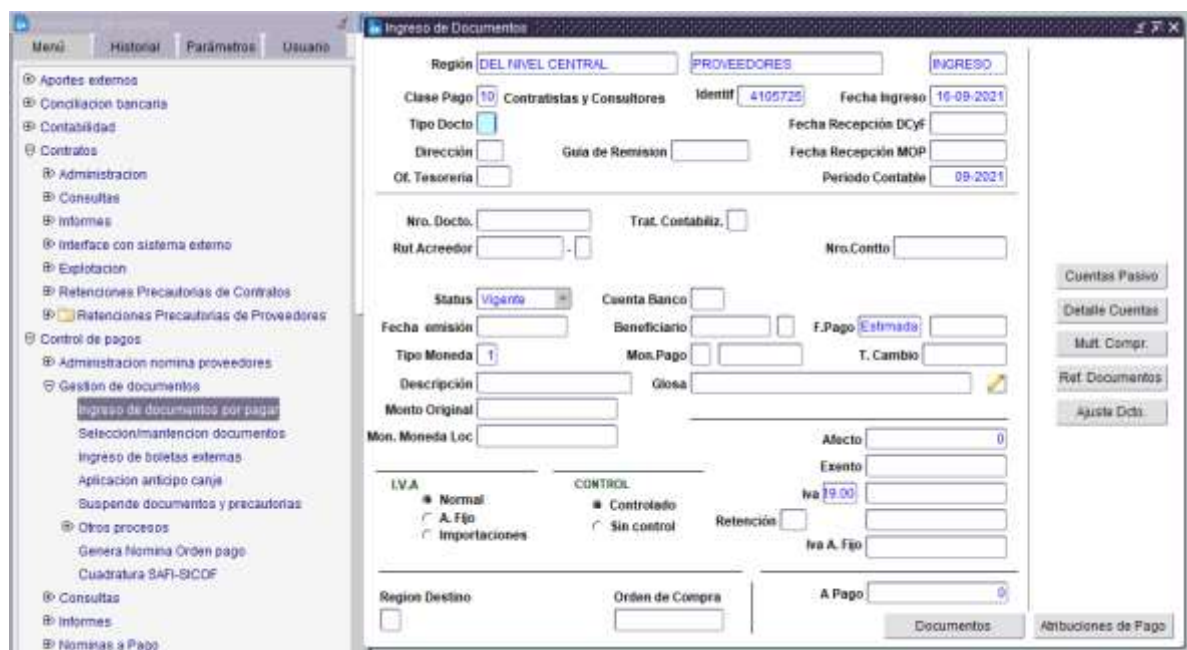 Menú Historial Parámetros Usuario
Aportes externos
Conciliacion bancaria
Contabilidad
Contratos
Administracion
Consultas
Informes
Interface con sistema externo
Explotacion
Retenciones Precautorias de Contratos
Retenciones Precautorias de Proveedores
Control de pagos
Administracion nomina proveedores
Gestion de documentos
Ingreso de documentos por pagar
Seleccion/mantencion documentos
Ingreso de boletas externas
Aplicacion anticipo canje
Suspende documentos y precautorias
Otros procesos
Genera Nomina Orden pago
Cuadratura SAFI-SICOF
Consultas
Informes
Nominas a Pago
Ingreso de Documentos
Región DEL NIVEL CENTRAL PROVEEDORES INGRESO
Clase Pago 10 Contratistas y Consultores Identif 4105725 Fecha Ingreso 16-09-2021
Tipo Docto Fecha Recepción DCyF
Dirección Guia de Remision Fecha Recepción MOP
Of. Tesoreria Periodo Contable 09-2021
Nro. Docto. Trat. Contabiliz.
Rut Acreedor - Nro.Contto
Status Vigente Cuenta Banco
Fecha emisión Beneficiario F.Pago Estimada
Tipo Moneda 1 Mon.Pago T. Cambio
Descripción Glosa
Monto Original
Mon. Moneda Loc
Afecto 0
Exento
I.V.A CONTROL
Iva 19.00
Normal Controlado
A. Fijo Sin control Retención
Importaciones
Iva A. Fijo
Region Destino Orden de Compra A Pago 0
Documentos Atribuciones de Pago
Cuentas Pasivo
Detalle Cuentas
Mult. Compr.
Ref. Documentos
Ajuste Dcto.